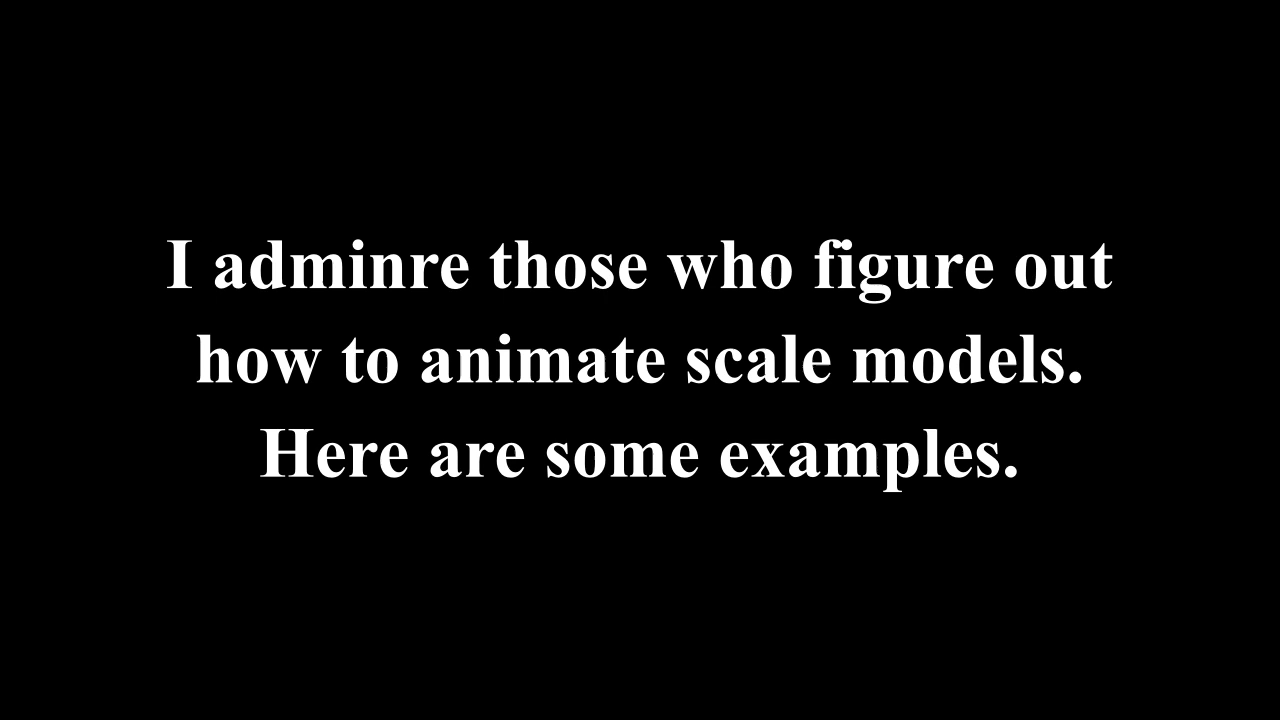 I adminre those who figure out
how to animate scale models.
Here are some examples.